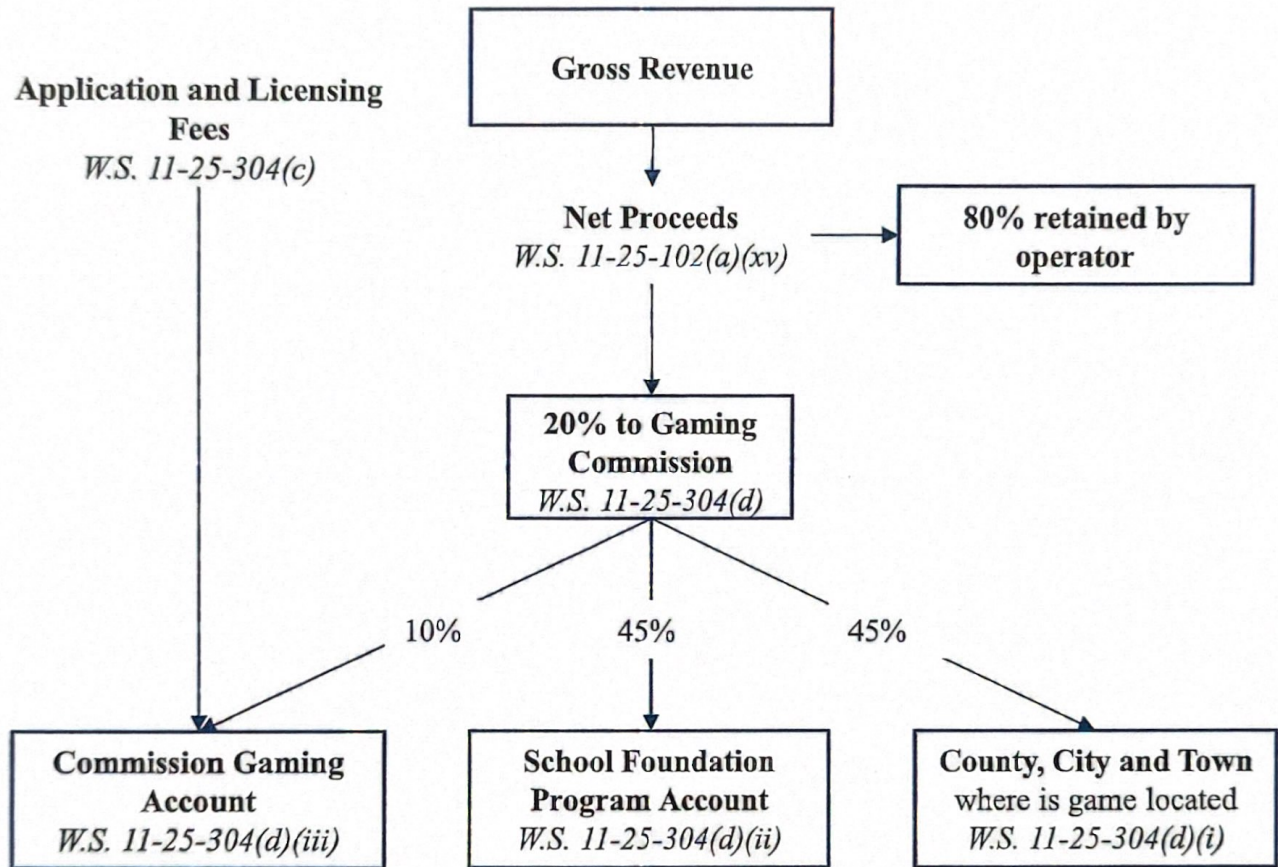 Gross Revenue
Application and Licensing
Fees
W.S. 11-25-304(c)
Net Proceeds
W.S. 11-25-102(a)(xv)
80% retained by
operator
20% to Gaming
Commission
W.S. 11-25-304(d)
10%
45%
45%
Commission Gaming
Account
W.S. 11-25-304(d)(iii)
School Foundation
Program Account
W.S. 11-25-304(d)(ii)
County, City and Town
where is game located
W.S. 11-25-304(d)(i)